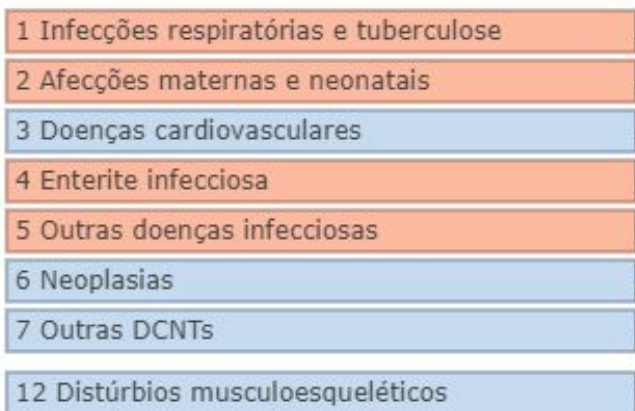 1 Infecções respiratórias e tuberculose
2 Afecções maternas e neonatais
3 Doenças cardiovasculares
4 Enterite infecciosa
5 Outras doenças infecciosas
6 Neoplasias
7 Outras DCNTs
12 Distúrbios musculoesqueléticos